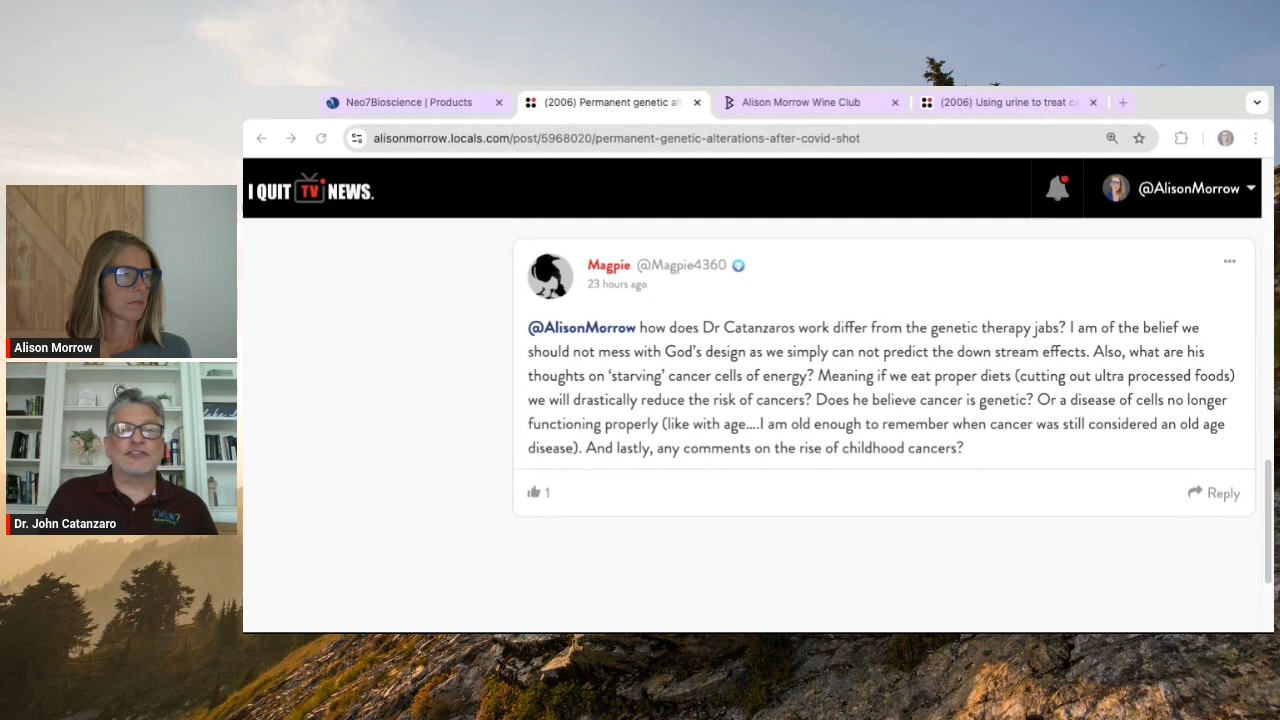 Neo7Bioscience | Products
(2006) Permanent genetic al
Alison Morrow Wine Club
(2006) Using urine to treat c
alisonmorrow.locals.com/post/5968020/permanent-genetic-alterations-after-covid-shot
I QUIT TV NEWS.
@AlisonMorrow
Magpie @Magpie4360
23 hours ago
@AlisonMorrow how does Dr Catanzaros work differ from the genetic therapy jabs? I am of the belief we
should not mess with God's design as we simply can not predict the down stream effects. Also, what are his
thoughts on 'starving' cancer cells of energy? Meaning if we eat proper diets (cutting out ultra processed foods)
we will drastically reduce the risk of cancers? Does he believe cancer is genetic? Or a disease of cells no longer
functioning properly (like with age....I am old enough to remember when cancer was still considered an old age
disease). And lastly, any comments on the rise of childhood cancers?
1
Reply
Alison Morrow
Dr. John Catanzaro